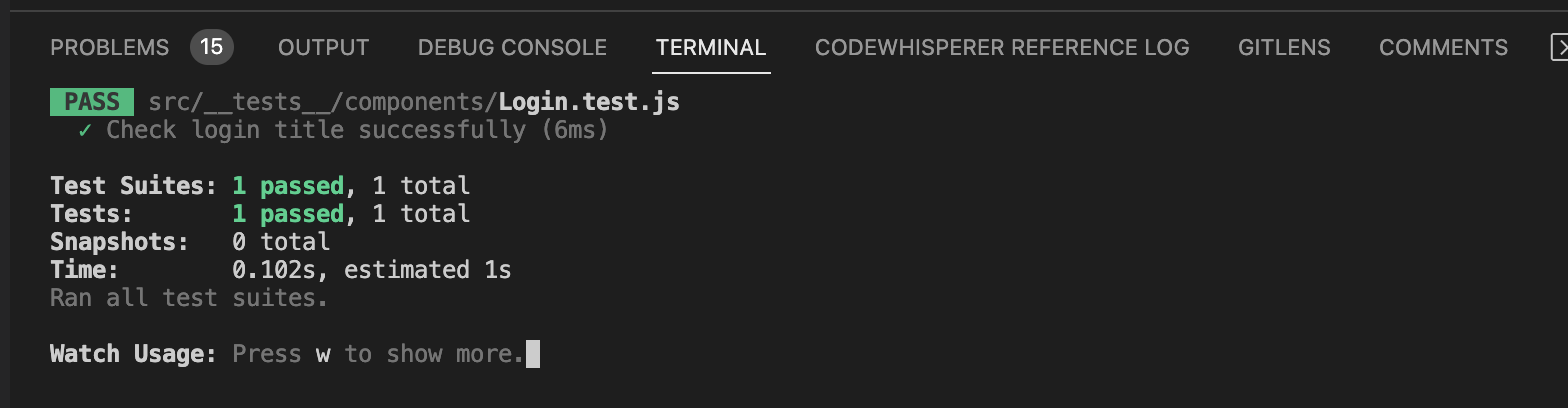 PROBLEMS 15 OUTPUT DEBUG CONSOLE TERMINAL CODEWHISPERER REFERENCE LOG GITLENS COMMENTS
PASS src/__tests__/components/Login.test.js
✓ Check login title successfully (6ms)
Test Suites: 1 passed, 1 total
Tests: 1 passed, 1 total
Snapshots: 0 total
Time: 0.102s, estimated 1s
Ran all test suites.
Watch Usage: Press w to show more.